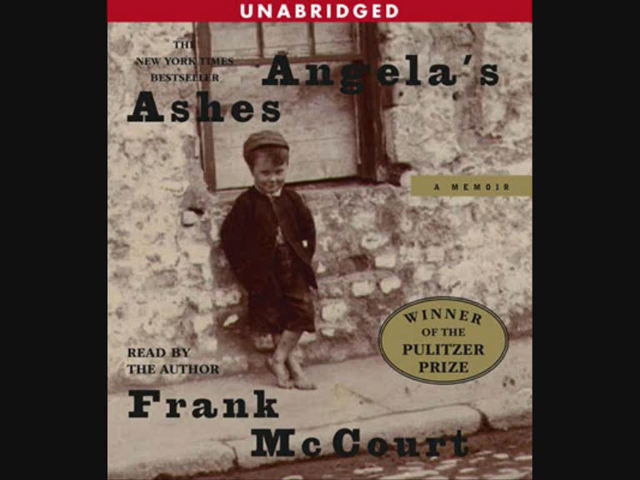 UNABRIDGED
THE
NEW YORK TIMES
BESTSELLER
Angela's
Ashes
A MEMOIR
WINNER
OF THE
PULITZER
PRIZE
READ BY
THE AUTHOR
Frank
McCourt